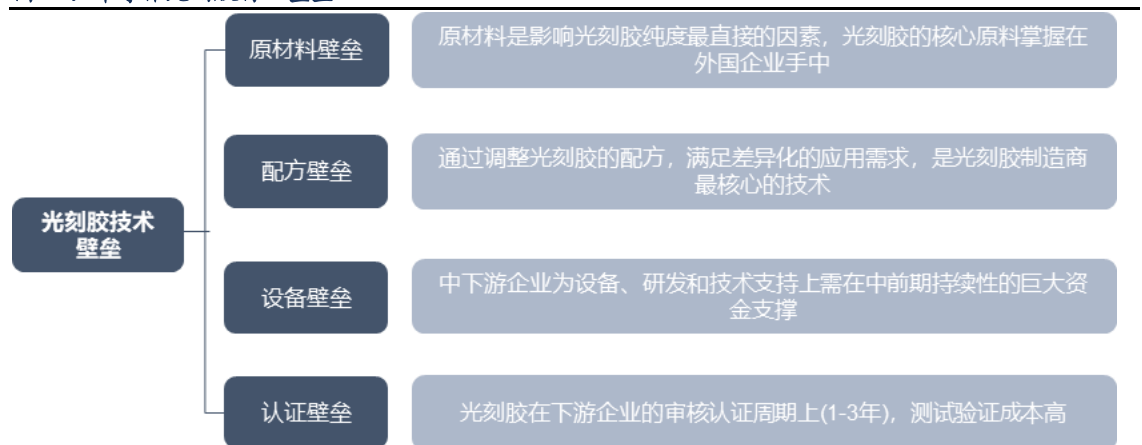 原材料壁垒
原材料是影响光刻胶纯度最直接的因素，光刻胶的核心原料掌握在
外国企业手中
配方壁垒
通过调整光刻胶的配方，满足差异化的应用需求，是光刻胶制造商
最核心的技术
光刻胶技术
壁垒
设备壁垒
中下游企业为设备、研发和技术支持上需在中前期持续性的巨大资
金支撑
认证壁垒
光刻胶在下游企业的审核认证周期上(1-3年)，测试验证成本高